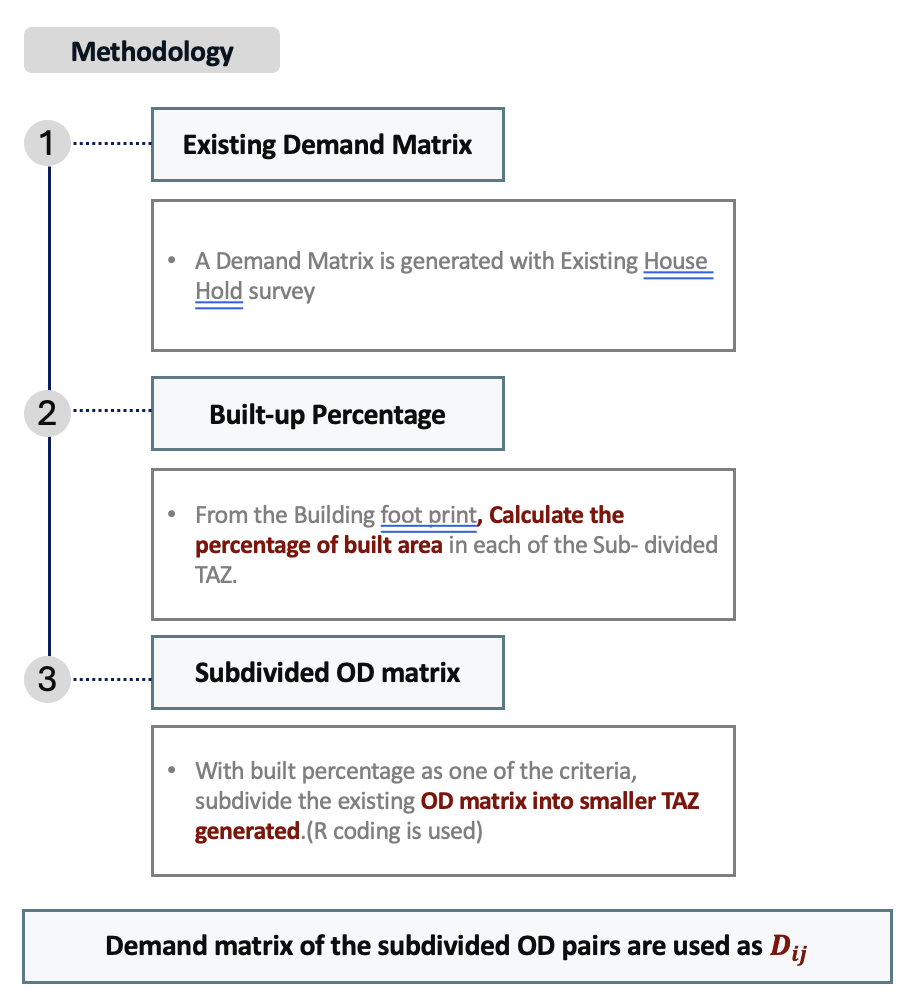 Methodology
1
Existing Demand Matrix
• A Demand Matrix is generated with Existing House
Hold survey
2
Built-up Percentage
• From the Building foot print, Calculate the
percentage of built area in each of the Sub- divided
TAZ.
3
Subdivided OD matrix
• With built percentage as one of the criteria,
subdivide the existing OD matrix into smaller TAZ
generated.(R coding is used)
Demand matrix of the subdivided OD pairs are used as D_{ij}